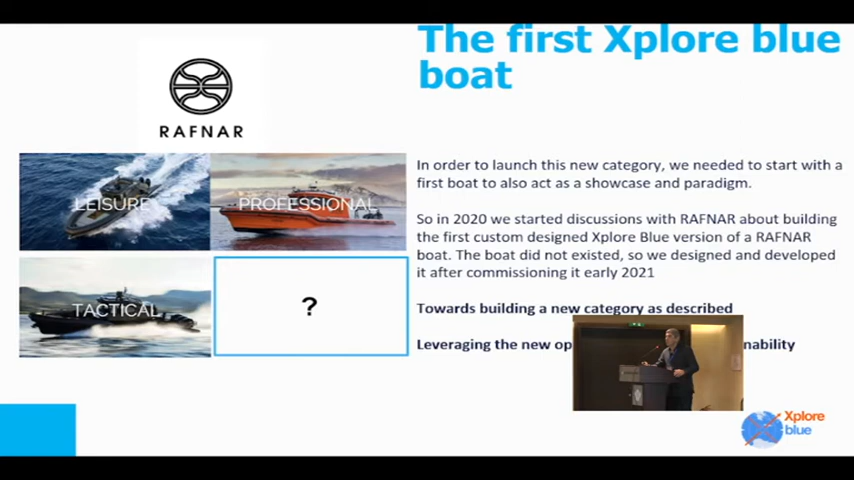 The first Xplore blue
boat
RAFNAR
LEISURE
PROFESSIONAL
TACTICAL
?
In order to launch this new category, we needed to start with a
first boat to also act as a showcase and paradigm.
So in 2020 we started discussions with RAFNAR about building
the first custom designed Xplore Blue version of a RAFNAR
boat. The boat did not existed, so we designed and developed
it after commissioning it early 2021
Towards building a new category as described
Leveraging the new
Xplore
blue